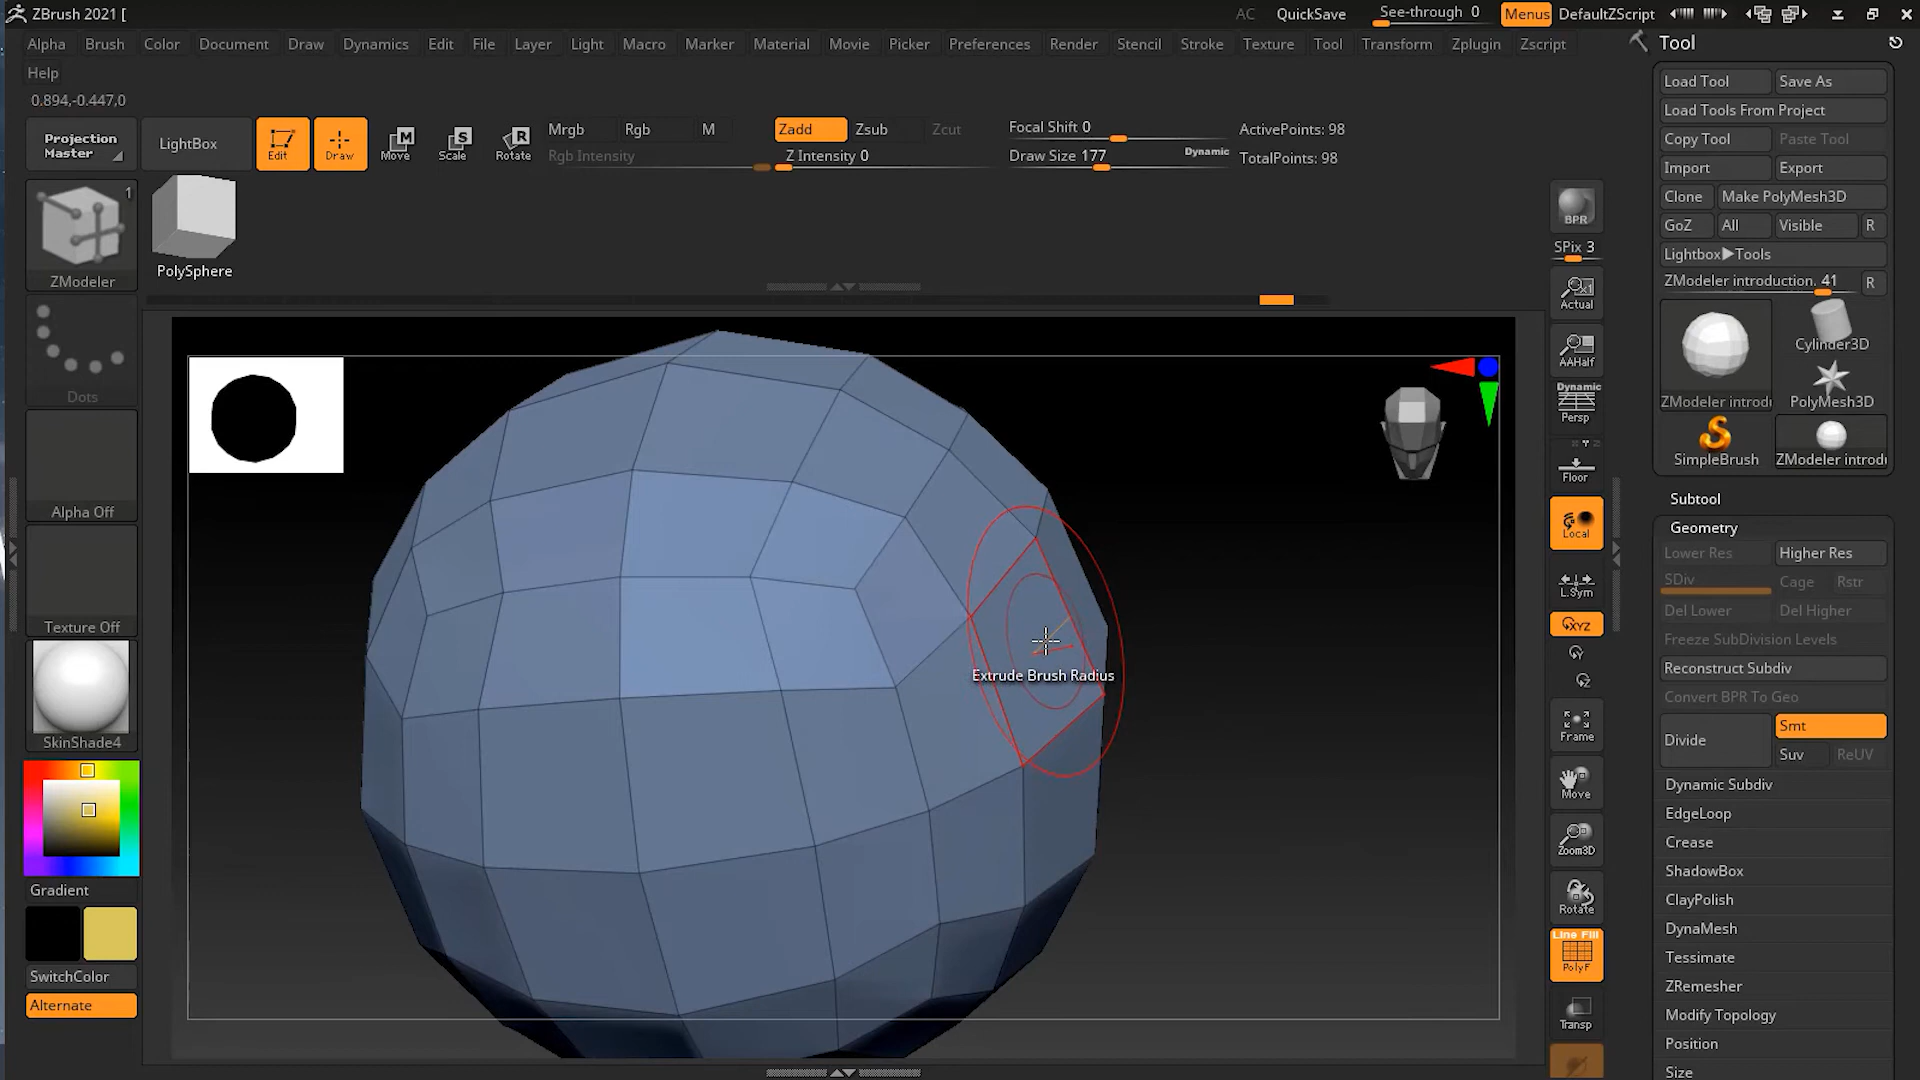 ZBrush 2021 [
AC QuickSave See-through 0 Menus DefaultZScript
Alpha Brush Color Document Draw Dynamics Edit File Layer Light Macro Marker Material Movie Picker Preferences Render Stencil Stroke Texture Tool Transform Zplugin Zscript
Help
0.894,-0.447,0
Projection
Master
LightBox
Edit
Draw
M
Move
S
Scale
R
Rotate
Mrgb Rgb M
Rgb Intensity
Zadd Zsub Zcut
Z Intensity 0
Focal Shift 0
Draw Size 177 Dynamic
ActivePoints: 98
TotalPoints: 98
1
ZModeler
PolySphere
Dots
Alpha Off
Texture Off
SkinShade4
Gradient
SwitchColor
Alternate
Extrude Brush Radius
BPR
SPix 3
x1
Actual
AAHalf
Dynamic
Persp
Floor
Local
L.Sym
XYZ
Y
Z
Frame
Move
Zoom3D
Rotate
Line Fill
PolyF
Transp
Tool
Load Tool Save As
Load Tools From Project
Copy Tool Paste Tool
Import Export
Clone Make PolyMesh3D
GoZ All Visible R
Lightbox▶Tools
ZModeler introduction. 41 R
ZModeler introdu
Cylinder3D
PolyMesh3D
SimpleBrush
ZModeler introdu
Subtool
Geometry
Lower Res Higher Res
SDiv Cage Rstr
Del Lower Del Higher
Freeze SubDivision Levels
Reconstruct Subdiv
Convert BPR To Geo
Divide
Smt
Suv ReUV
Dynamic Subdiv
EdgeLoop
Crease
ShadowBox
ClayPolish
DynaMesh
Tessimate
ZRemesher
Modify Topology
Position
Size